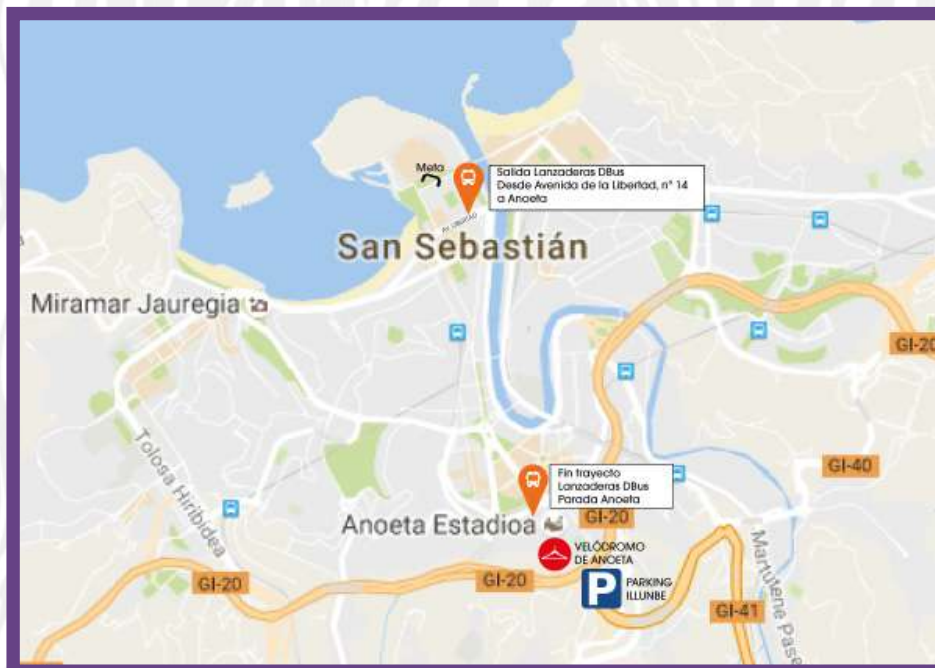 Meta
Salida Lanzaderas DBus
Desde Avenida de la Libertad, nº 14
a Anoeta
San Sebastián
Miramar Jauregia
GI-20
Tolosa Hiribidea
GI-40
Fin trayecto
Lanzaderas DBus
Parada Anoeta
Anoeta Estadioa
GI-20
VELÓDROMO
DE ANOETA
GI-20
GI-20
P
PARKING
ILLUNBE
GI-41
Martutene Pase